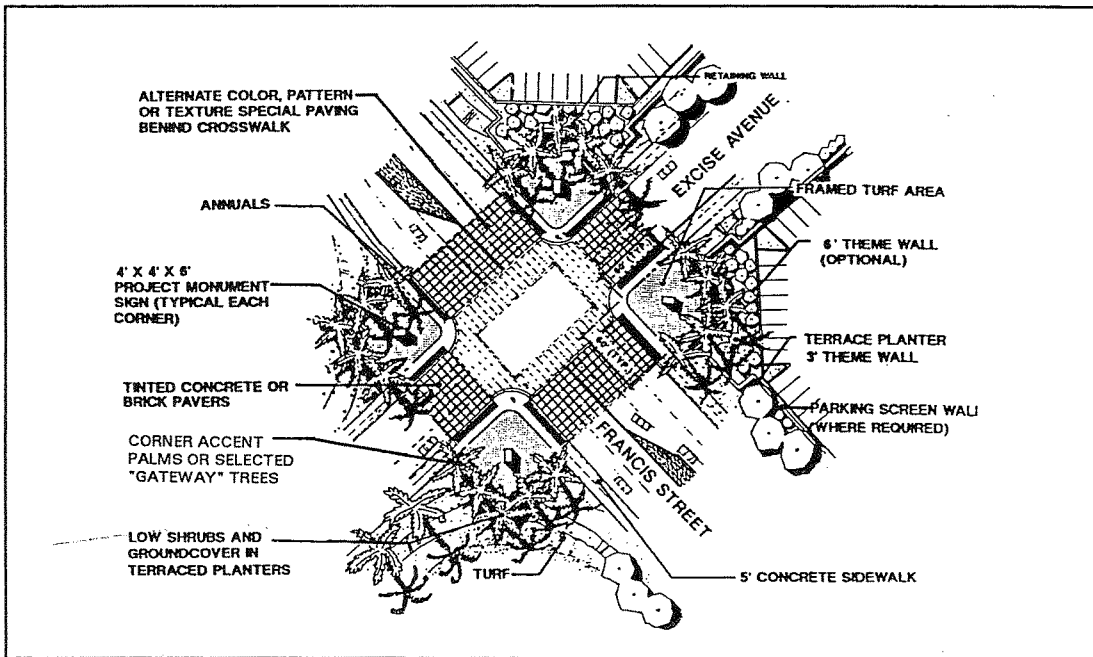 ALTERNATE COLOR, PATTERN
OR TEXTURE SPECIAL PAVING
BEHIND CROSSWALK
ANNUALS
4' X 4' X 6'
PROJECT MONUMENT
SIGN (TYPICAL EACH
CORNER)
TINTED CONCRETE OR
BRICK PAVERS
CORNER ACCENT
PALMS OR SELECTED
"GATEWAY" TREES
LOW SHRUBS AND
GROUNDCOVER IN
TERRACED PLANTERS
TURF
RETAINING WALL
EXCISE AVENUE
FRAMED TURF AREA
6' THEME WALL
(OPTIONAL)
TERRACE PLANTER
3' THEME WALL
PARKING SCREEN WALL
(WHERE REQUIRED)
FRANCIS STREET
5' CONCRETE SIDEWALK